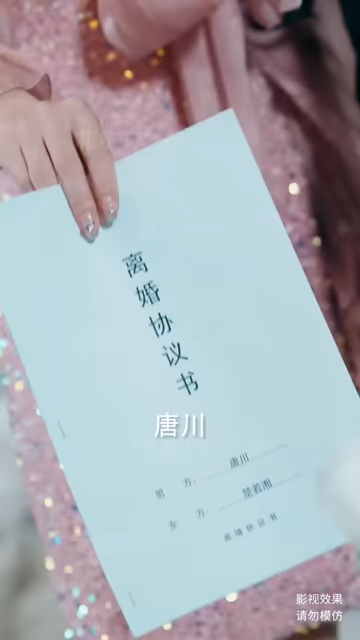 离婚协议书
唐川
男 方： 唐川
女 方： 楚若湘
离婚协议书
影视效果
请勿模仿